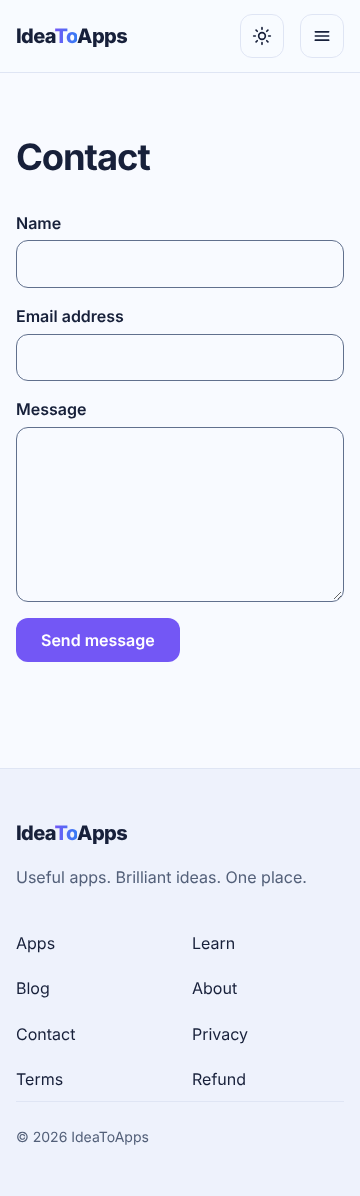 IdeaToApps
Contact
Name
Email address
Message
Send message
IdeaToApps
Useful apps. Brilliant ideas. One place.
Apps
Learn
Blog
About
Contact
Privacy
Terms
Refund
© 2026 IdeaToApps